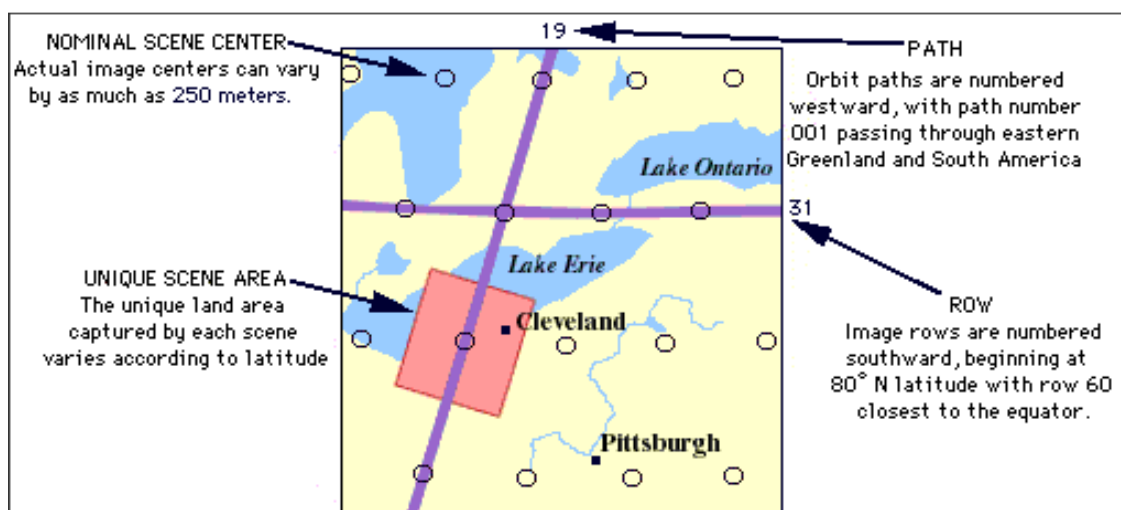 19
NOMINAL SCENE CENTER
Actual image centers can vary
by as much as 250 meters.
PATH
Orbit paths are numbered
westward, with path number
001 passing through eastern
Greenland and South America
Lake Ontario
31
UNIQUE SCENE AREA
The unique land area
captured by each scene
varies according to latitude
Lake Erie
Cleveland
ROW
Image rows are numbered
southward, beginning at
80° N latitude with row 60
closest to the equator.
Pittsburgh